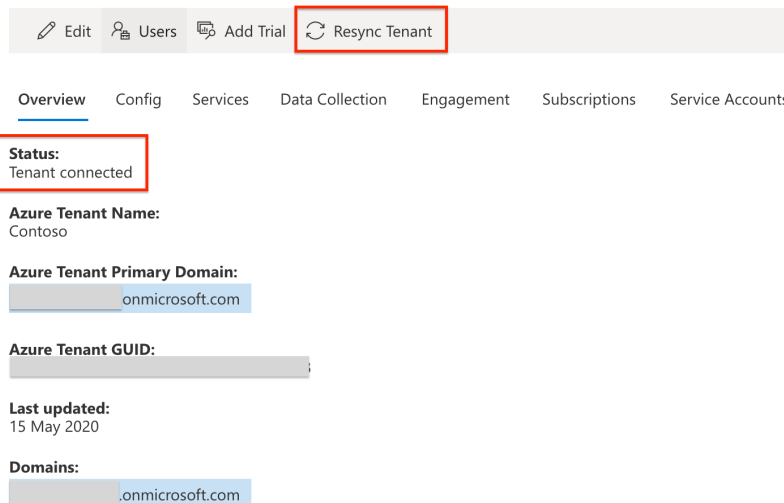 Edit Users Add Trial Resync Tenant
Overview Config Services Data Collection Engagement Subscriptions Service Accounts
Status:
Tenant connected
Azure Tenant Name:
Contoso
Azure Tenant Primary Domain:
onmicrosoft.com
Azure Tenant GUID:
Last updated:
15 May 2020
Domains:
.onmicrosoft.com